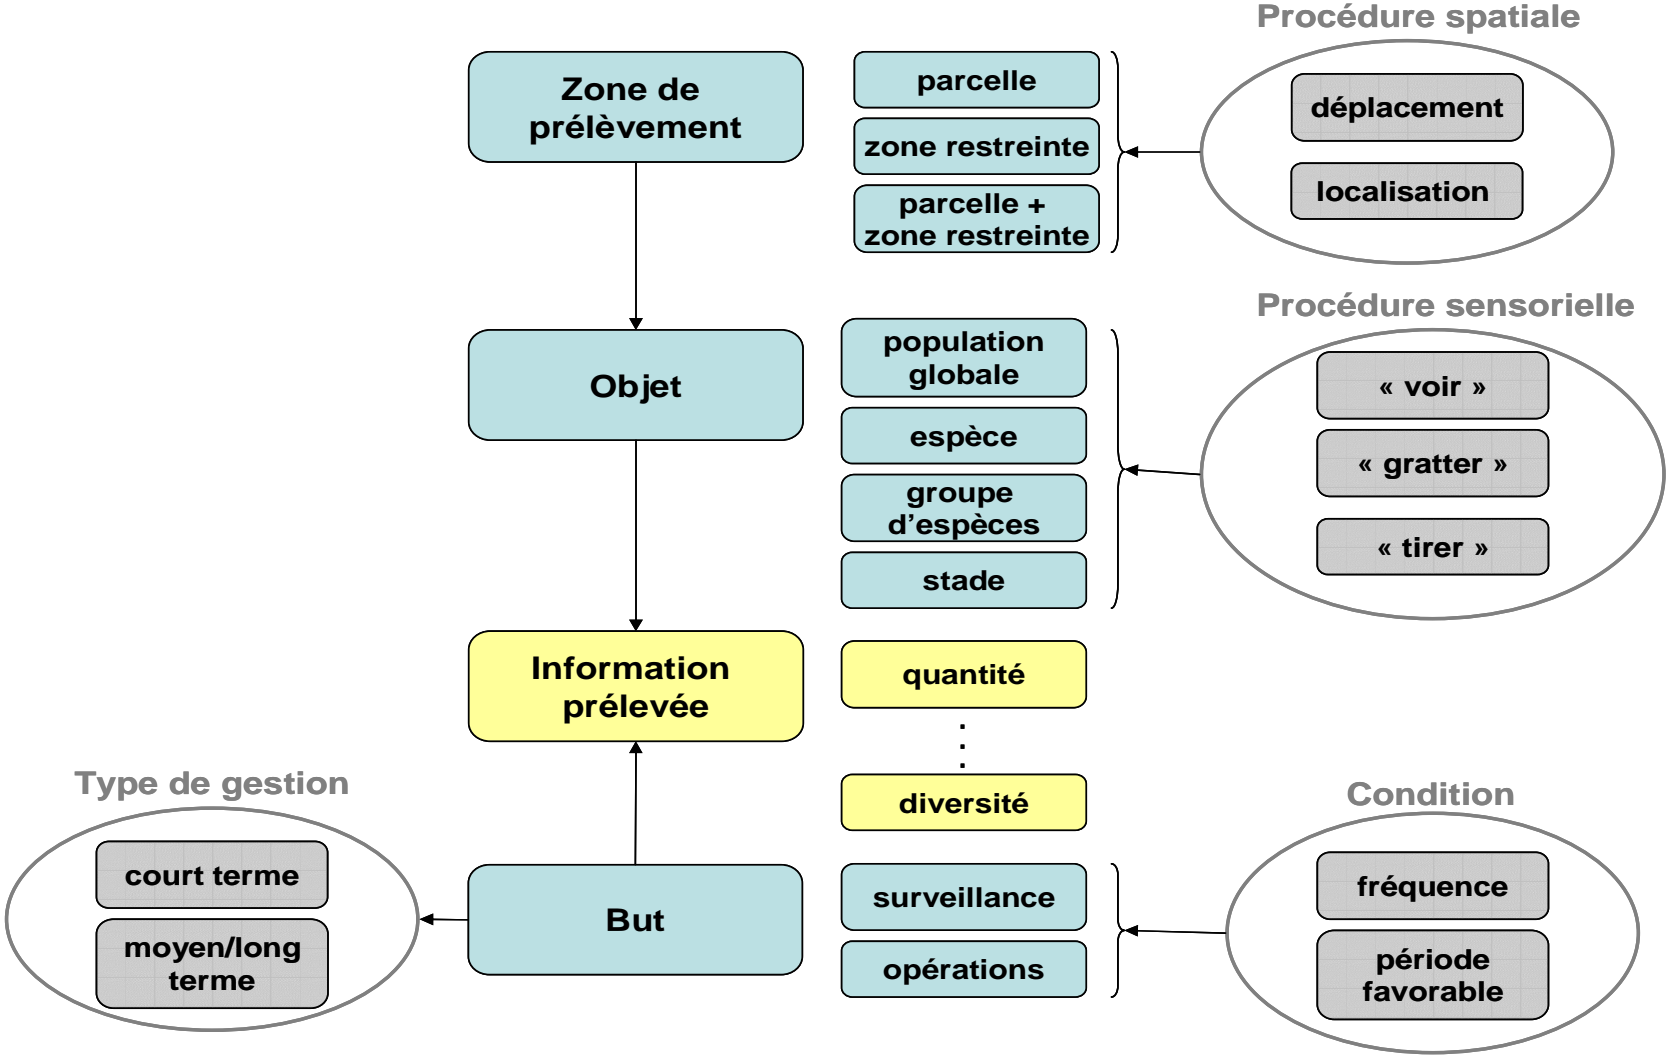 Procédure spatiale
Zone de
prélèvement
parcelle
zone restreinte
parcelle +
zone restreinte
déplacement
localisation
Procédure sensorielle
Objet
population
globale
espèce
groupe
d’espèces
stade
« voir »
« gratter »
« tirer »
Information
prélevée
quantité
.
.
.
diversité
Type de gestion
court terme
moyen/long
terme
But
surveillance
opérations
Condition
fréquence
période
favorable